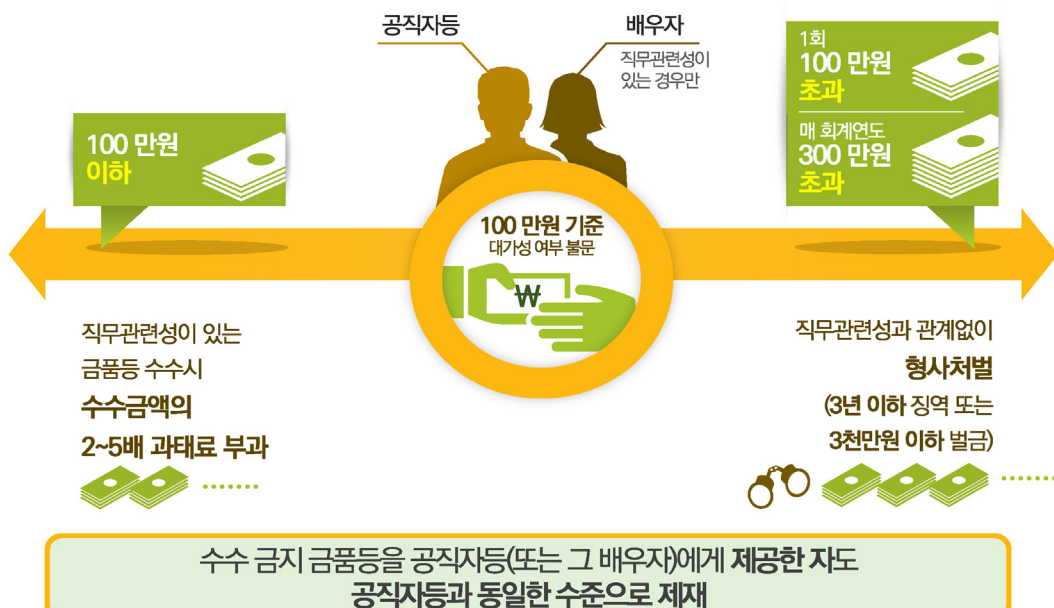 공직자등
배우자
직무관련성이
있는 경우만
1회
100 만원
초과
매 회계연도
300 만원
초과
100 만원
이하
100 만원 기준
대가성 여부 불문
₩
직무관련성이 있는
금품등 수수시
수수금액의
2~5배 과태료 부과
직무관련성과 관계없이
형사처벌
(3년 이하 징역 또는
3천만원 이하 벌금)
수수 금지 금품등을 공직자등(또는 그 배우자)에게 제공한 자도
공직자등과 동일한 수준으로 제재